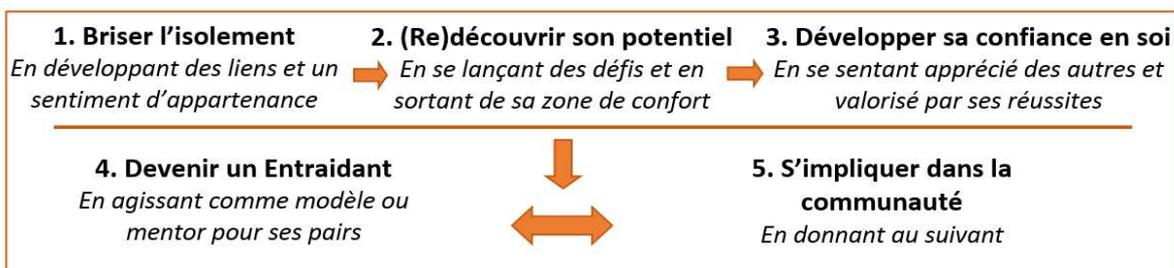 1. Briser l’isolement
En développant des liens et un
sentiment d’appartenance
2. (Re)découvrir son potentiel
En se lançant des défis et en
sortant de sa zone de confort
3. Développer sa confiance en soi
En se sentant apprécié des autres et
valorisé par ses réussites
4. Devenir un Entraidant
En agissant comme modèle ou
mentor pour ses pairs
5. S’impliquer dans la
communauté
En donnant au suivant